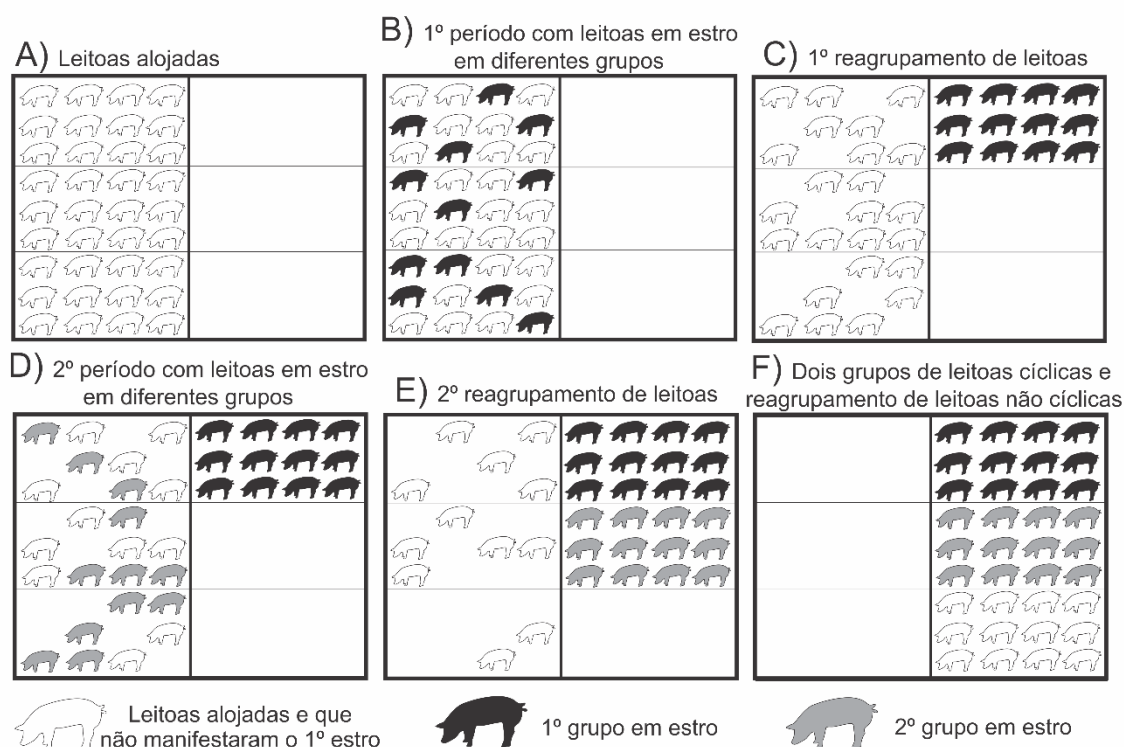 A) Leitoas alojadas
B) 1º período com leitoas em estro
em diferentes grupos
C) 1º reagrupamento de leitoas
D) 2º período com leitoas em estro
em diferentes grupos
E) 2º reagrupamento de leitoas
F) Dois grupos de leitoas cíclicas e
reagrupamento de leitoas não cíclicas
Leitoas alojadas e que
não manifestaram o 1º estro
1º grupo em estro
2º grupo em estro